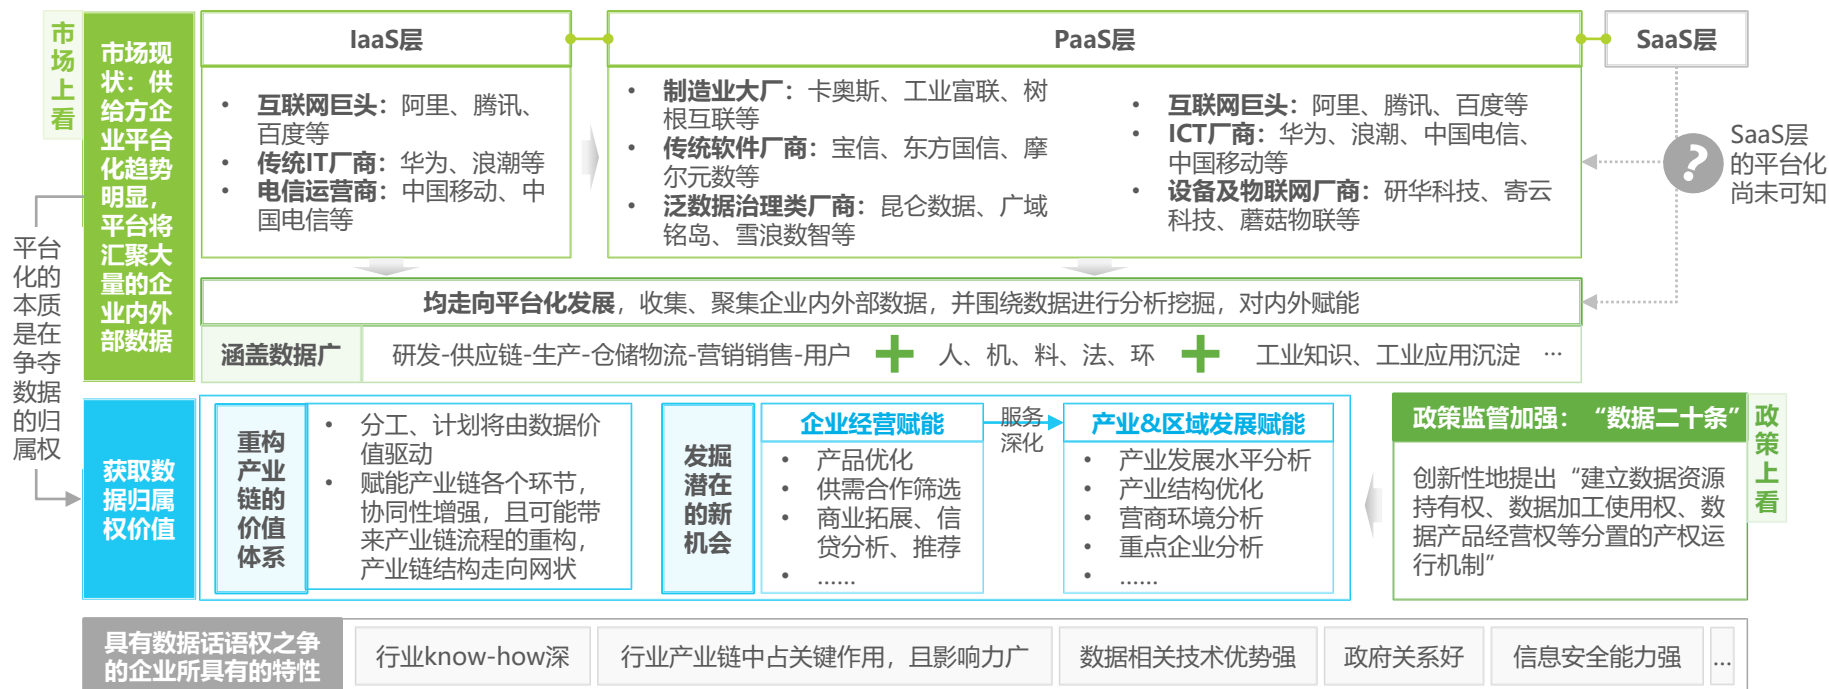 市场上看
市场现
状：供
给方企
业平台
化趋势
明显，
平台将
汇聚大
量的企
业内外
部数据
IaaS层
PaaS层
SaaS层
• 互联网巨头：阿里、腾讯、
百度等
• 传统IT厂商：华为、浪潮等
• 电信运营商：中国移动、中
国电信等
• 制造业大厂：卡奥斯、工业富联、树
根互联等
• 传统软件厂商：宝信、东方国信、摩
尔元数等
• 泛数据治理类厂商：昆仑数据、广域
铭岛、雪浪数智等
• 互联网巨头：阿里、腾讯、百度等
• ICT厂商：华为、浪潮、中国电信、
中国移动等
• 设备及物联网厂商：研华科技、寄云
科技、蘑菇物联等
?
SaaS层
的平台化
尚未可知
均走向平台化发展，收集、聚集企业内外部数据，并围绕数据进行分析挖掘，对内外赋能
涵盖数据广
研发-供应链-生产-仓储物流-营销销售-用户
人、机、料、法、环
工业知识、工业应用沉淀 …
平台
化的
本质
是在
争夺
数据
的归
属权
获取数
据归属
权价值
重构
产业
链的
价值
体系
• 分工、计划将由数据价
值驱动
• 赋能产业链各个环节，
协同性增强，且可能带
来产业链流程的重构，
产业链结构走向网状
发掘
潜在
的新
机会
企业经营赋能
• 产品优化
• 供需合作筛选
• 商业拓展、信
贷分析、推荐
• ……
服务
深化
产业&区域发展赋能
• 产业发展水平分析
• 产业结构优化
• 营商环境分析
• 重点企业分析
• ……
政策监管加强：“数据二十条”
创新性地提出“建立数据资源
持有权、数据加工使用权、数
据产品经营权等分置的产权运
行机制”
政策上看
具有数据话语权之争
的企业所具有的特性
行业know-how深
行业产业链中占关键作用，且影响力广
数据相关技术优势强
政府关系好
信息安全能力强
…